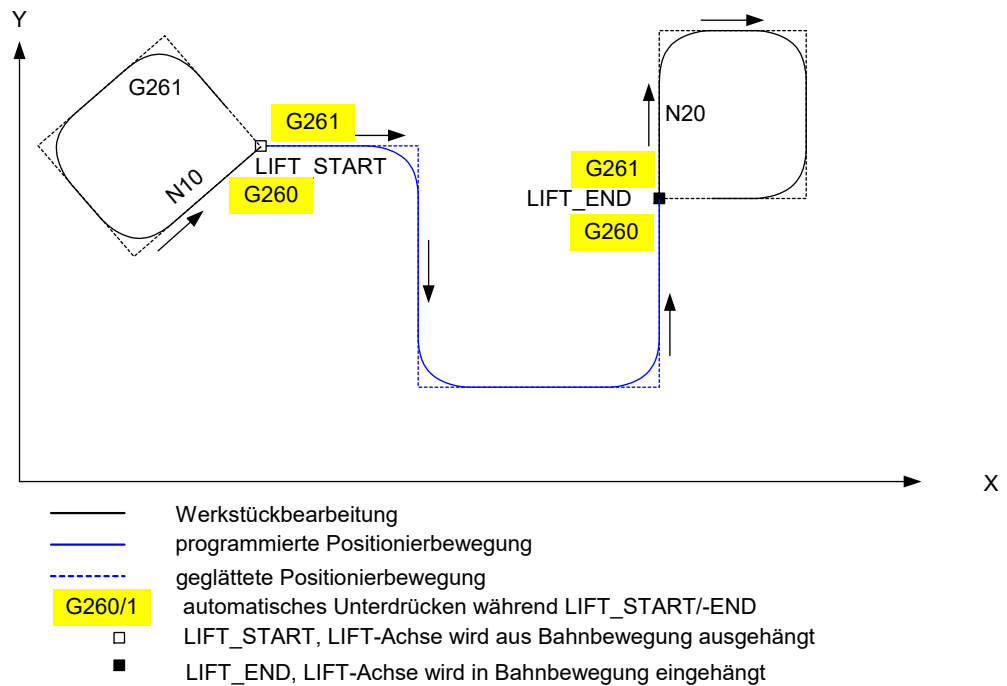 Y
G261
G261
N20
G261
LIFT_START
N10
G260
LIFT_END
G260
X
Werkstückbearbeitung
programmierte Positionierbewegung
geglättete Positionierbewegung
G260/1 automatisches Unterdrücken während LIFT_START/-END
LIFT_START, LIFT-Achse wird aus Bahnbewegung ausgehängt
LIFT_END, LIFT-Achse wird in Bahnbewegung eingehängt